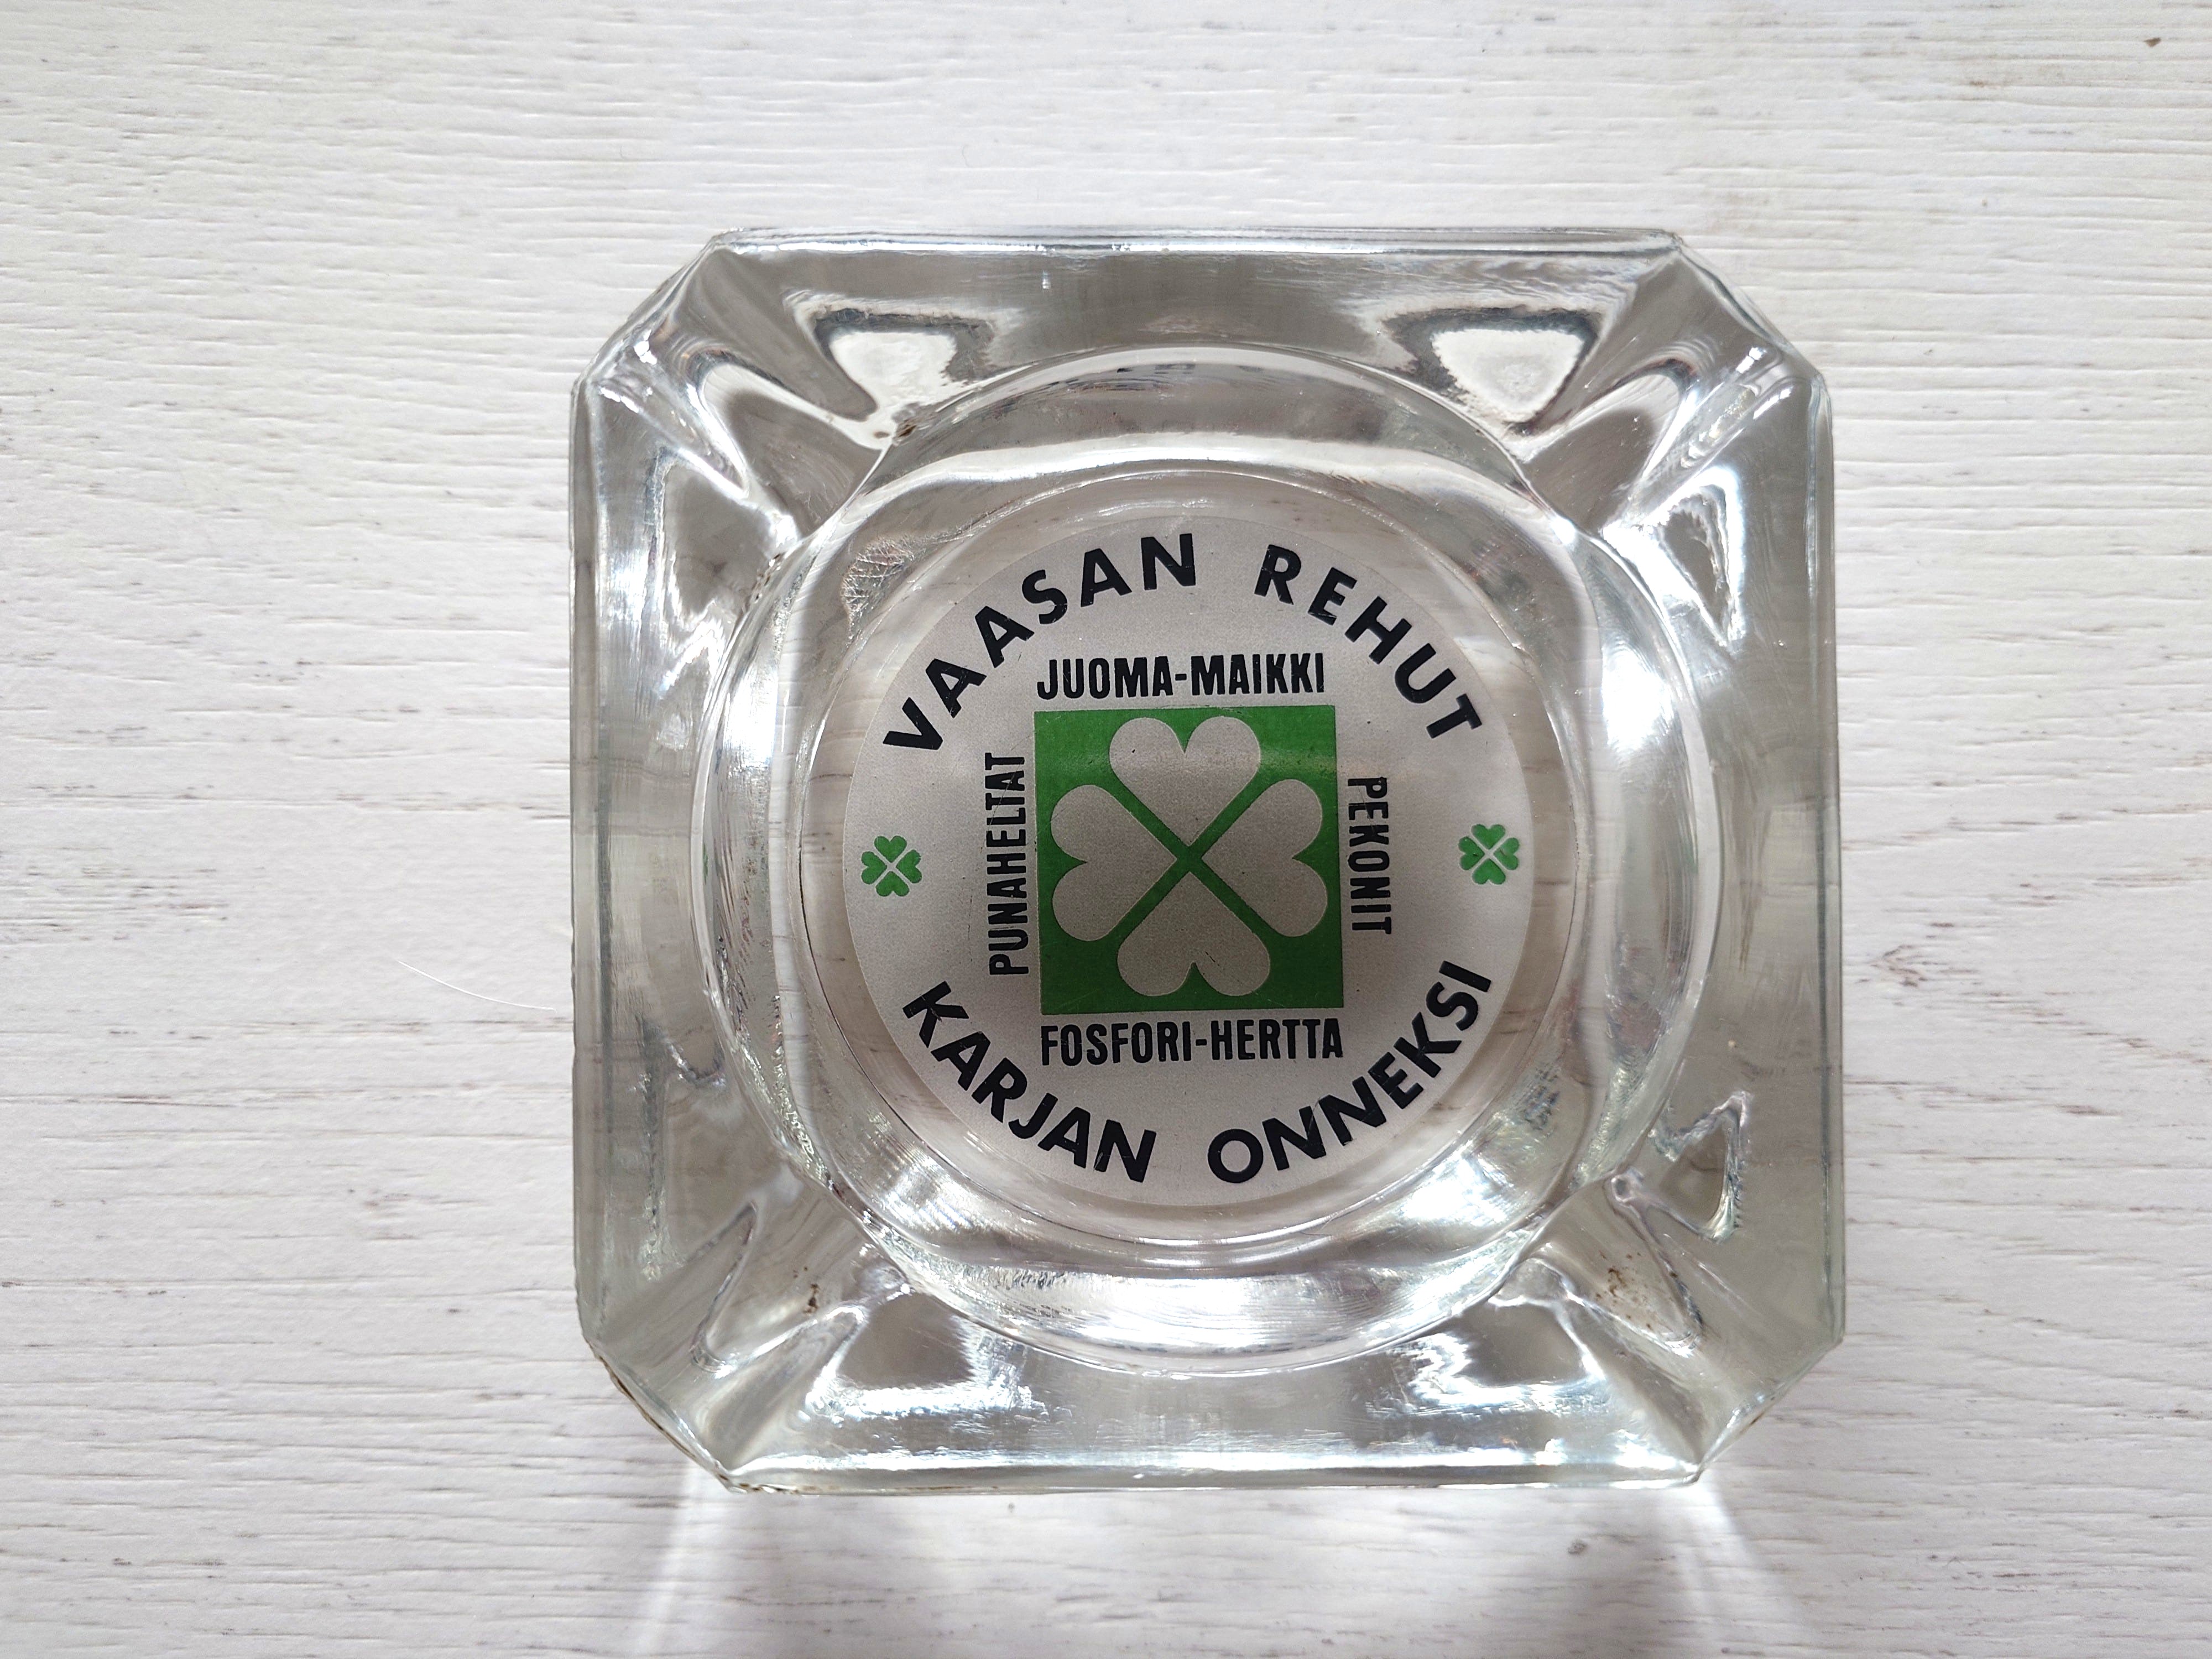 VAASAN REHUT
JUOMA-MAIKKI
PUNAHELTAT
PEKONIT
FOSFORI-HERTTA
KARJAN ONNEKSI